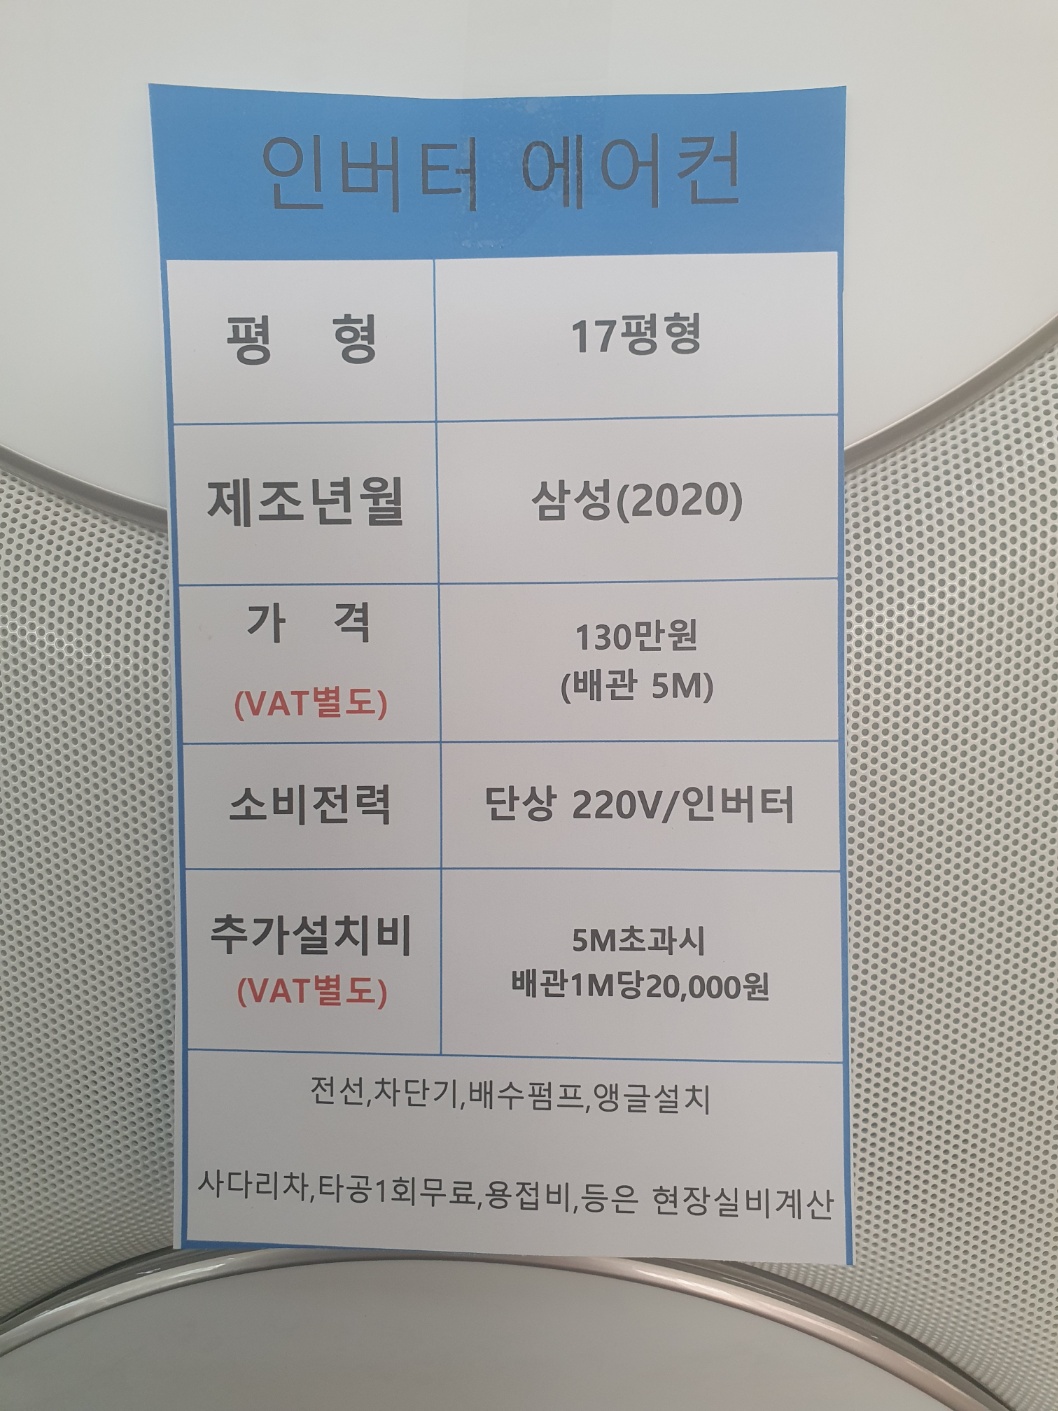 인버터 에어컨
평 형
17평형
제조년월
삼성(2020)
가 격
(VAT별도)
130만원
(배관 5M)
소비전력
단상 220V/인버터
추가설치비
(VAT별도)
5M초과시
배관1M당20,000원
전선,차단기,배수펌프,앵글설치
사다리차,타공1회무료,용접비,등은 현장실비계산